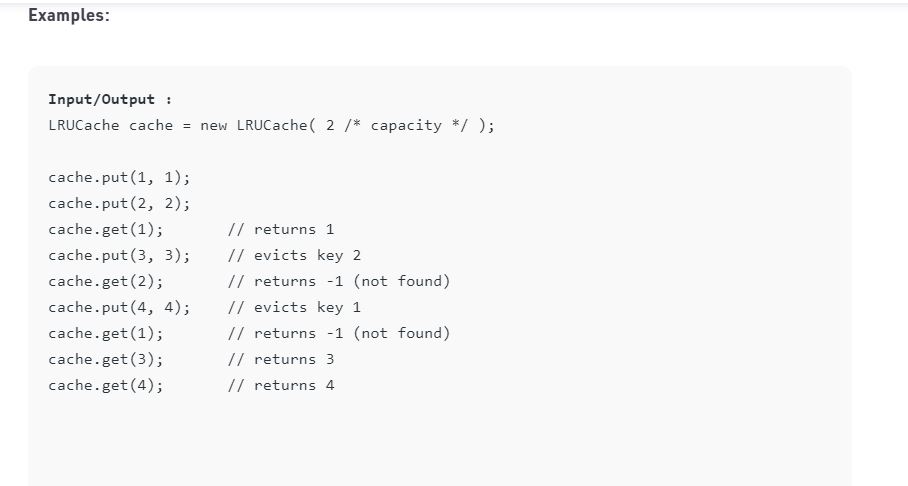 Examples:
Input/Output :
LRUCache cache = new LRUCache( 2 /* capacity */ );
cache.put(1, 1);
cache.put(2, 2);
cache.get(1);       // returns 1
cache.put(3, 3);    // evicts key 2
cache.get(2);       // returns -1 (not found)
cache.put(4, 4);    // evicts key 1
cache.get(1);       // returns -1 (not found)
cache.get(3);       // returns 3
cache.get(4);       // returns 4